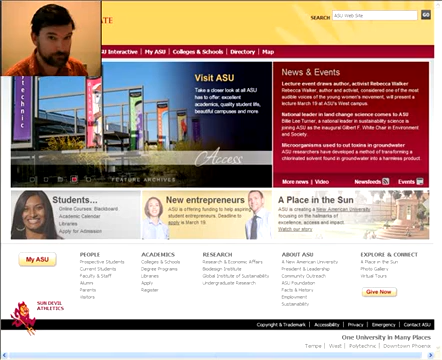 SEARCH
ASU Web Site
GO
ASU Interactive | My ASU | Colleges & Schools | Directory | Map
Visit ASU
Take a closer look at all ASU
has to offer: excellent
academics, quality student life,
beautiful campuses and more
Access
FEATURE ARCHIVES
News & Events
Lecture event draws author, activist Rebecca Walker
Rebecca Walker, author and activist, considered one of the
most audible voices of the young women's movement, will present a
lecture March 19 at ASU's West campus.
National leader in land change science comes to ASU
Billie Lee Turner, a national leader in sustainability science is
joining ASU as the inaugural Gilbert F. White Chair in Environment
and Society.
Microorganisms used to cut toxins in groundwater
ASU researchers have developed a method of transforming a
chlorinated solvent found in groundwater into a harmless product.
More news | Video
Newsfeeds
Events
Students...
Online Courses: Blackboard
Academic Calendar
Libraries
Apply for Admission
New entrepreneurs
ASU is offering funding to help aspiring
student entrepreneurs. Deadline to
apply is March 19.
A Place in the Sun
ASU is creating a New American University
focusing on the hallmarks of
excellence, access and impact.
Watch our story
My ASU
PEOPLE
Prospective Students
Current Students
Faculty & Staff
Alumni
Parents
Visitors
ACADEMICS
Colleges & Schools
Degree Programs
Libraries
Apply
Register
RESEARCH
Research & Economic Affairs
Biodesign Institute
Global Institute of Sustainability
Undergraduate Research
ABOUT ASU
A New American University
President & Leadership
Community Outreach
ASU Foundation
Facts & History
Employment
Sustainability
EXPLORE & CONNECT
A Place in the Sun
Photo Gallery
Virtual Tours
Give Now
SUN DEVIL
ATHLETICS
Copyright & Trademark | Accessibility | Privacy | Emergency | Contact ASU
One University in Many Places
Tempe | West | Polytechnic | Downtown Phoenix